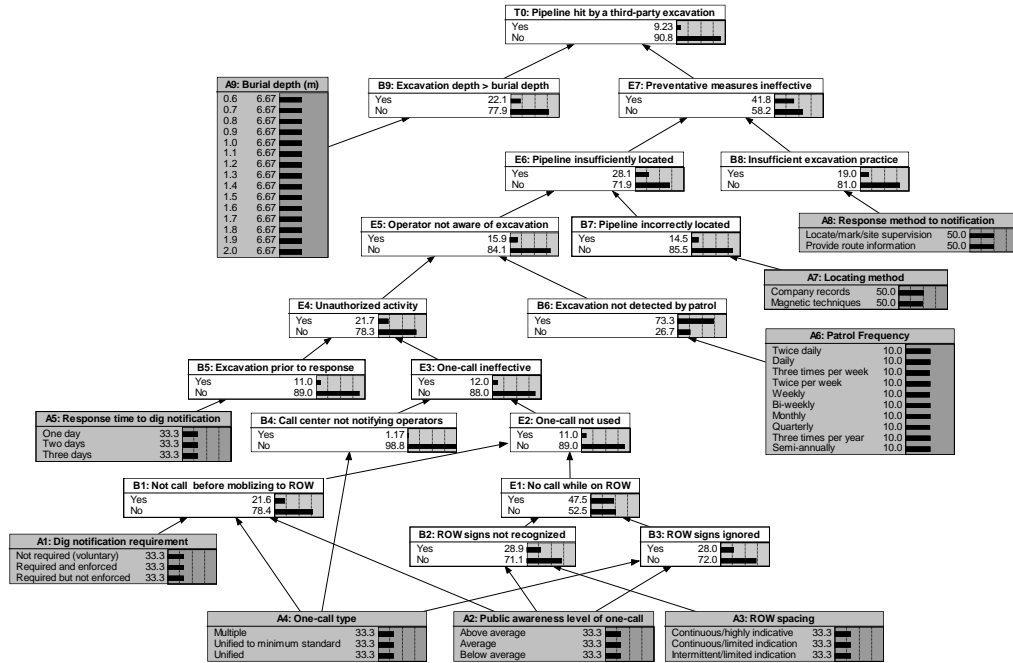 T0: Pipeline hit by a third-party excavation
Yes 9.23
No 90.8
A9: Burial depth (m)
0.6 6.67
0.7 6.67
0.8 6.67
0.9 6.67
1.0 6.67
1.1 6.67
1.2 6.67
1.3 6.67
1.4 6.67
1.5 6.67
1.6 6.67
1.7 6.67
1.8 6.67
1.9 6.67
2.0 6.67
B9: Excavation depth > burial depth
Yes 22.1
No 77.9
E7: Preventative measures ineffective
Yes 41.8
No 58.2
E6: Pipeline insufficiently located
Yes 28.1
No 71.9
B8: Insufficient excavation practice
Yes 19.0
No 81.0
E5: Operator not aware of excavation
Yes 15.9
No 84.1
B7: Pipeline incorrectly located
Yes 14.5
No 85.5
A8: Response method to notification
Locate/mark/site supervision 50.0
Provide route information 50.0
A7: Locating method
Company records 50.0
Magnetic techniques 50.0
E4: Unauthorized activity
Yes 21.7
No 78.3
B6: Excavation not detected by patrol
Yes 73.3
No 26.7
A6: Patrol Frequency
Twice daily 10.0
Daily 10.0
Three times per week 10.0
Twice per week 10.0
Weekly 10.0
Bi-weekly 10.0
Monthly 10.0
Quarterly 10.0
Three times per year 10.0
Semi-annually 10.0
B5: Excavation prior to response
Yes 11.0
No 89.0
E3: One-call ineffective
Yes 12.0
No 88.0
A5: Response time to dig notification
One day 33.3
Two days 33.3
Three days 33.3
B4: Call center not notifying operators
Yes 1.17
No 98.8
E2: One-call not used
Yes 11.0
No 89.0
B1: Not call before moblizing to ROW
Yes 21.6
No 78.4
E1: No call while on ROW
Yes 47.5
No 52.5
A1: Dig notification requirement
Not required (voluntary) 33.3
Required and enforced 33.3
Required but not enforced 33.3
B2: ROW signs not recognized
Yes 28.9
No 71.1
B3: ROW signs ignored
Yes 28.0
No 72.0
A4: One-call type
Multiple 33.3
Unified to minimum standard 33.3
Unified 33.3
A2: Public awareness level of one-call
Above average 33.3
Average 33.3
Below average 33.3
A3: ROW spacing
Continuous/highly indicative 33.3
Continuous/limited indication 33.3
Intermittent/limited indication 33.3